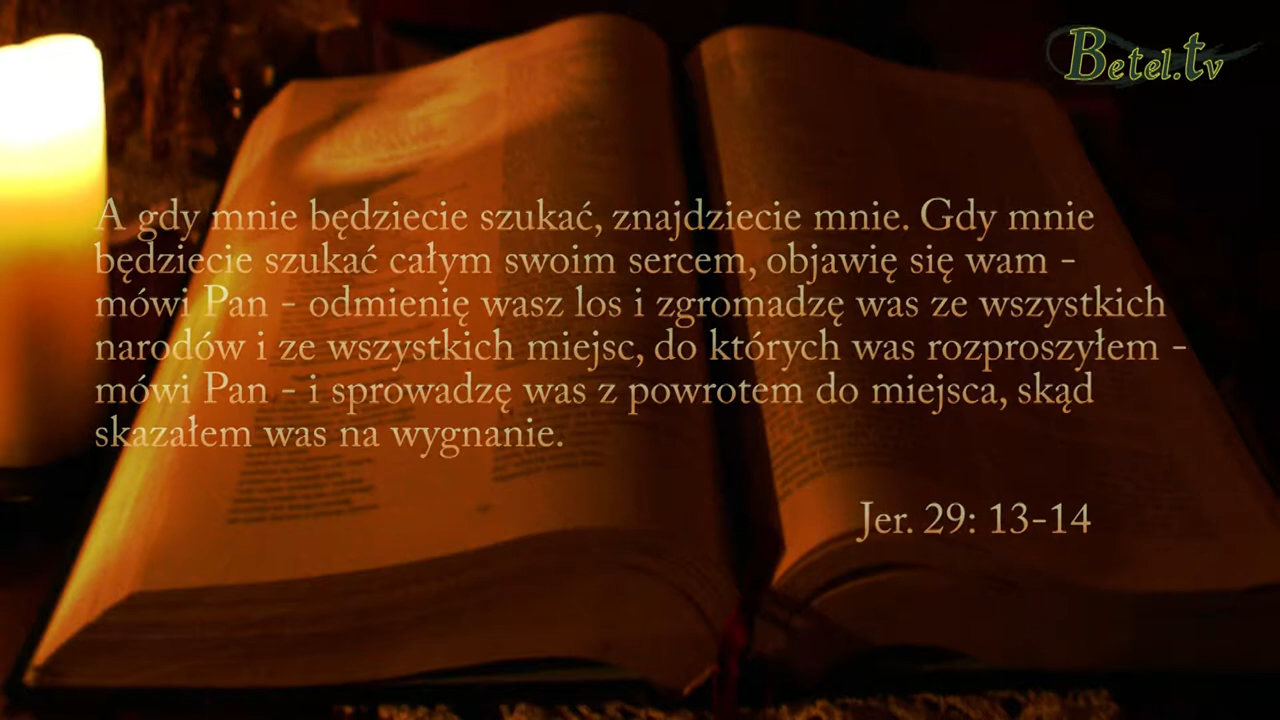 Betel.tv
A gdy mnie będziecie szukać, znajdziecie mnie. Gdy mnie
będziecie szukać całym swoim sercem, objawię się wam -
mówi Pan - odmienię wasz los i zgromadzę was ze wszystkich
narodów i ze wszystkich miejsc, do których was rozproszyłem -
mówi Pan - i sprowadzę was z powrotem do miejsca, skąd
skazałem was na wygnanie.
Jer. 29: 13-14